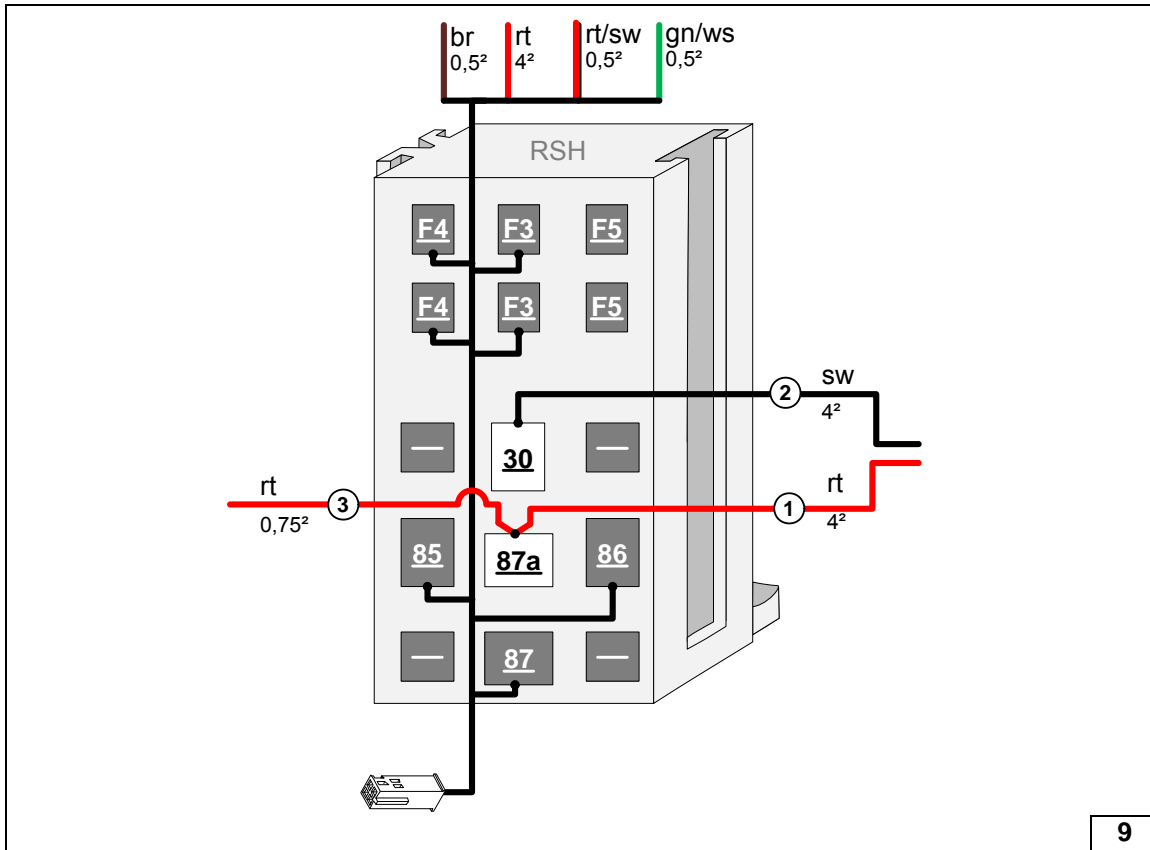 br rt rt/sw gn/ws
0,5² 4² 0,5² 0,5²
RSH
F4 F3 F5
F4 F3 F5
2 sw
4²
— 30 —
rt 3 1 rt
0,75² 4²
85 87a 86
— 87 —
9